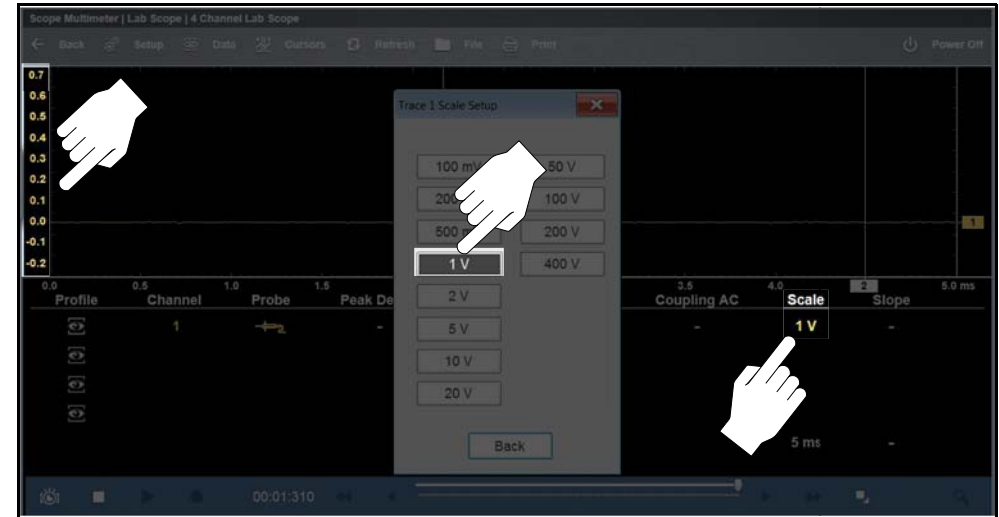 Scope Multimeter | Lab Scope | 4 Channel Lab Scope
Back Setup Data Cursors Refresh File Print Power Off
0.7
0.6
0.5
0.4
0.3
0.2
0.1
0.0
-0.1
-0.2
1
Trace 1 Scale Setup
100 mV 50 V
100 V
500 200 V
1 V 400 V
2 V
5 V
10 V
20 V
Back
0.0 0.5 1.0 1.5 3.5 4.0 2 5.0 ms
Profile Channel Probe Peak De Coupling AC Scale Slope
1 - - 1 V -
5 ms -
00:01:310